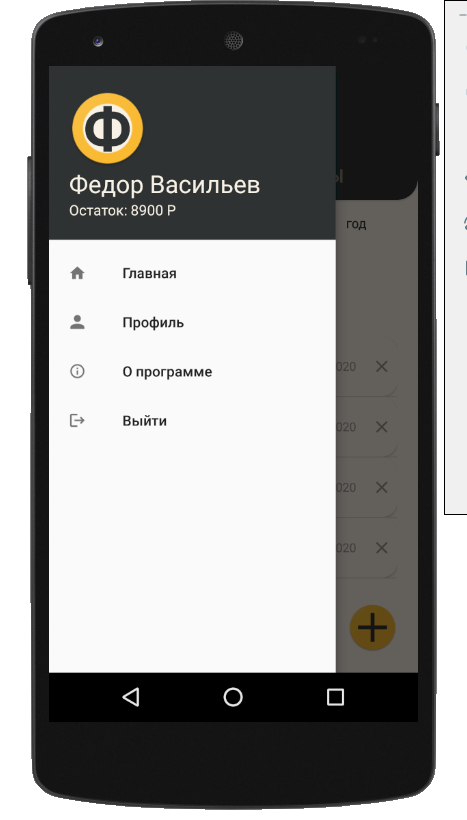 Ф
Федор Васильев
Остаток: 8900 Р
Ы
год
Главная
Профиль
О программе
Выйти
020
020
020
020